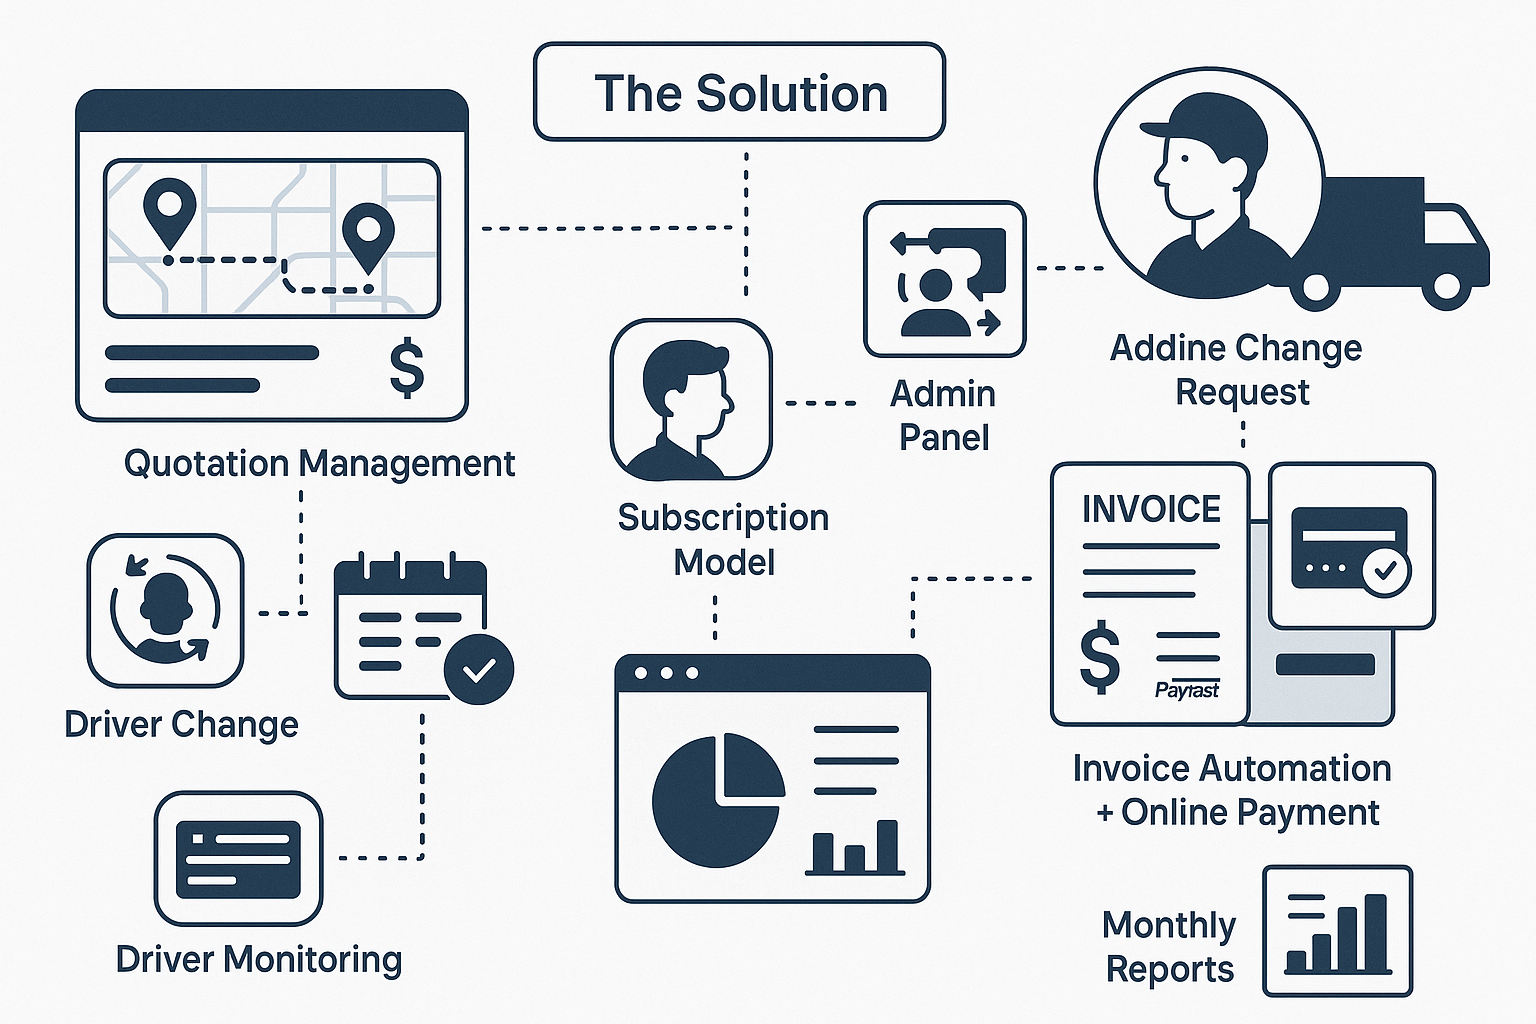 The Solution
$
Quotation Management
Admin
Panel
Addine Change
Request
Subscription
Model
Driver Change
Driver Monitoring
INVOICE
$
Payfast
Invoice Automation
+ Online Payment
Monthly
Reports